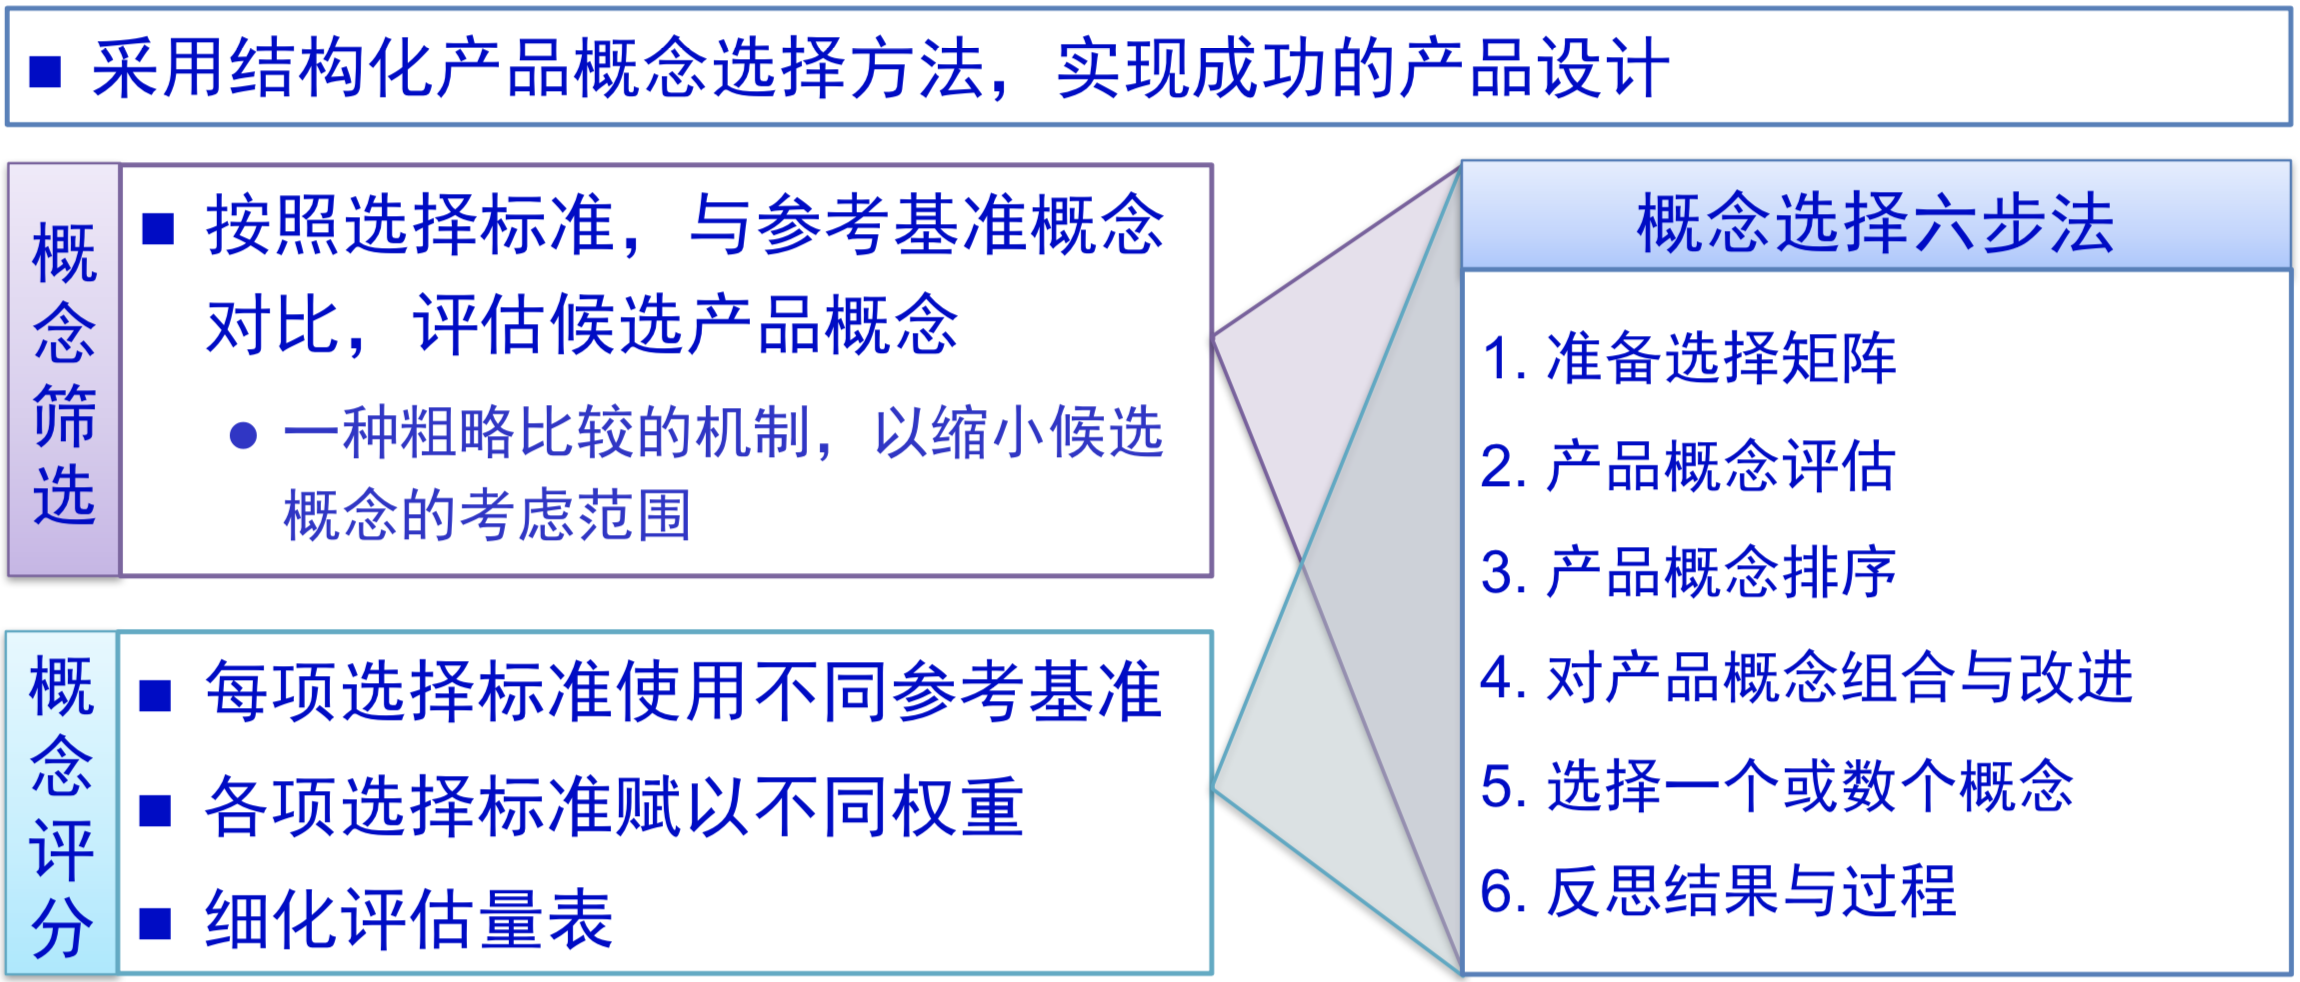 ■ 采用结构化产品概念选择方法，实现成功的产品设计
概念筛选
■ 按照选择标准，与参考基准概念
对比，评估候选产品概念
● 一种粗略比较的机制，以缩小候选
概念的考虑范围
概念评分
■ 每项选择标准使用不同参考基准
■ 各项选择标准赋以不同权重
■ 细化评估量表
概念选择六步法
1. 准备选择矩阵
2. 产品概念评估
3. 产品概念排序
4. 对产品概念组合与改进
5. 选择一个或数个概念
6. 反思结果与过程